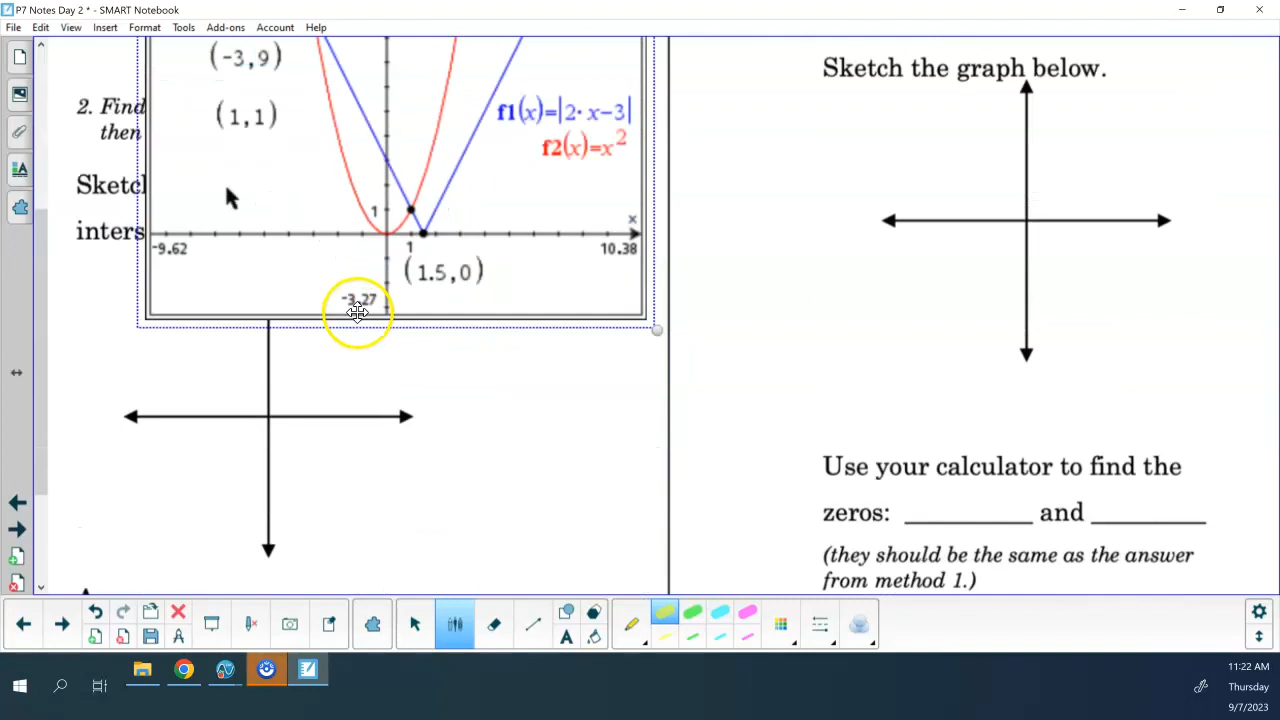 P7 Notes Day 2 * - SMART Notebook
File Edit View Insert Format Tools Add-ons Account Help
(-3,9)
(1,1)
f1(x)=|2·x-3|
f2(x)=x²
1
x
-9.62
1
10.38
(1.5,0)
-3.27
2. Find
then
Sketch
inters
Sketch the graph below.
Use your calculator to find the
zeros: __________ and _________
(they should be the same as the answer
from method 1.)
11:22 AM
Thursday
9/7/2023